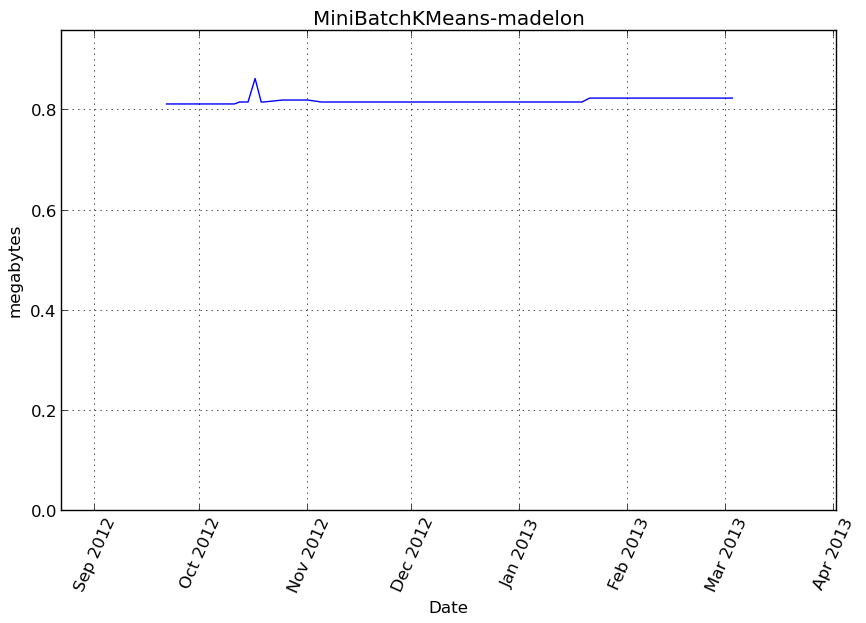 MiniBatchKMeans-madelon
megabytes
0.8
0.6
0.4
0.2
0.0
Sep 2012
Oct 2012
Nov 2012
Dec 2012
Jan 2013
Feb 2013
Mar 2013
Apr 2013
Date